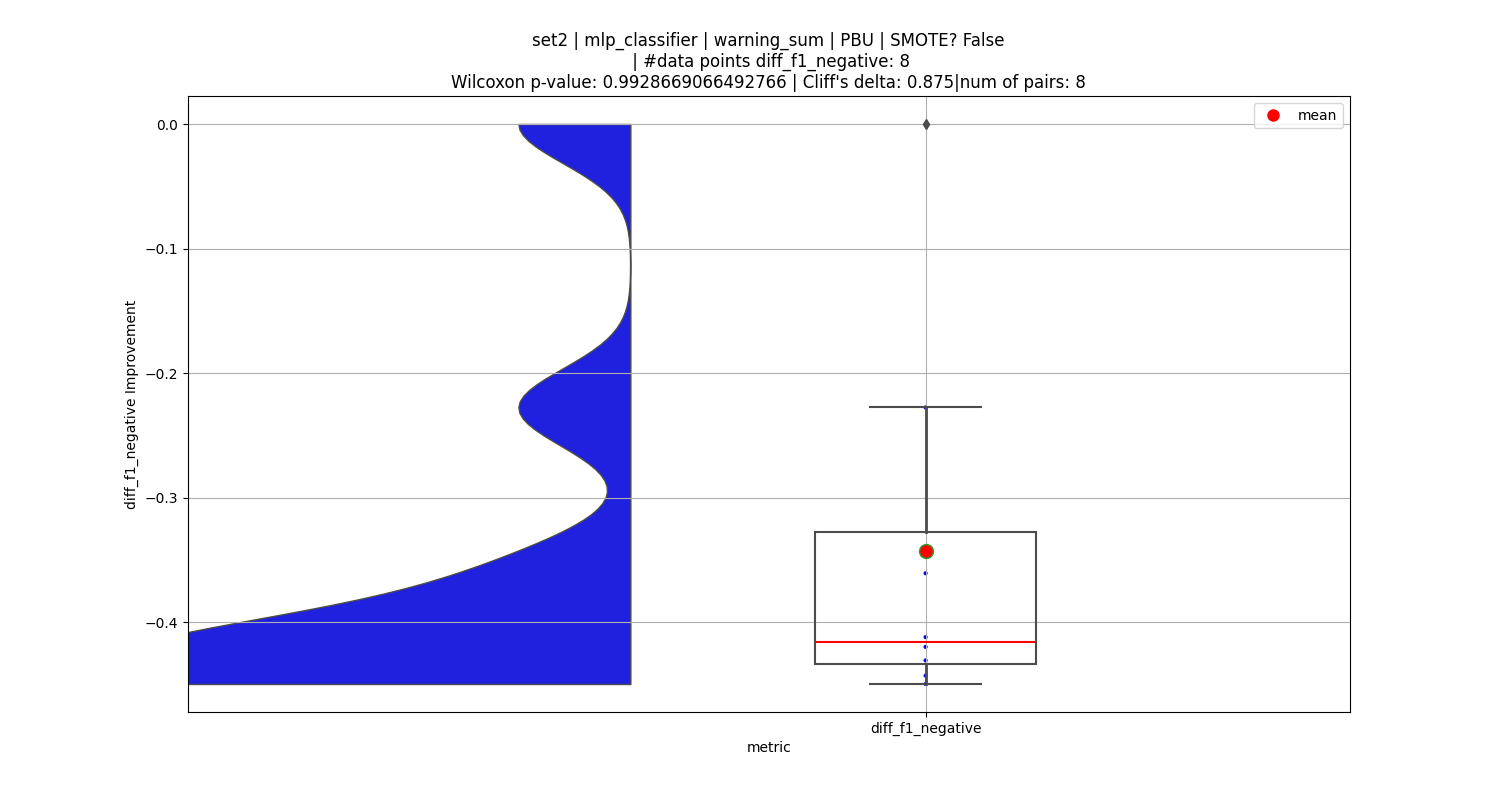 set2 | mlp_classifier | warning_sum | PBU | SMOTE? False
| #data points diff_f1_negative: 8
Wilcoxon p-value: 0.9928669066492766 | Cliff's delta: 0.875|num of pairs: 8
mean
0.0
−0.1
−0.2
−0.3
−0.4
diff_f1_negative Improvement
diff_f1_negative
metric